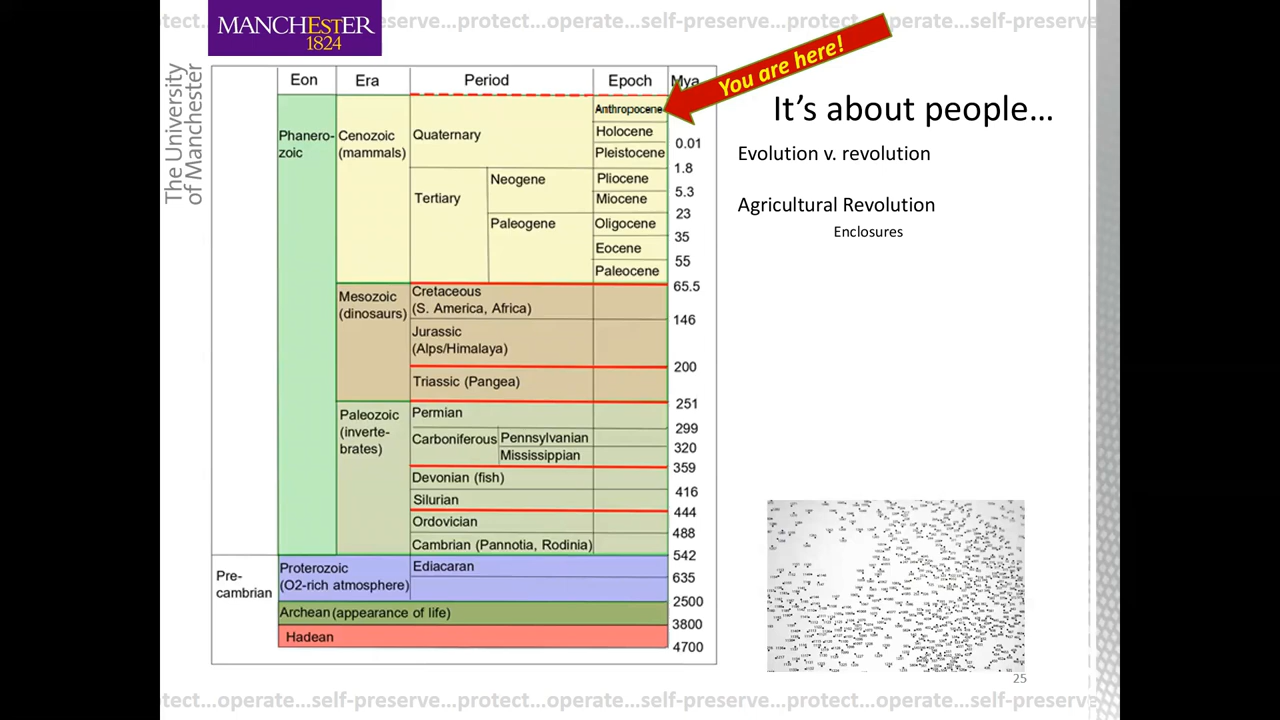 etect...operate...self-preserve...protect...operate...self-preserve...protect...operate...self-preserve
MANCHESTER
1824
The University
of Manchester
You are here!
It's about people...
Evolution v. revolution
Agricultural Revolution
Enclosures
Eon Era Period Epoch Mya
Anthropocene
Phanero-
zoic
Cenozoic
(mammals)
Quaternary
Holocene
0.01
Pleistocene
1.8
Tertiary
Neogene
Pliocene
5.3
Miocene
23
Paleogene
Oligocene
35
Eocene
55
Paleocene
65.5
Mesozoic
(dinosaurs)
Cretaceous
(S. America, Africa)
146
Jurassic
(Alps/Himalaya)
200
Triassic (Pangea)
251
Paleozoic
(inverte-
brates)
Permian
299
Carboniferous
Pennsylvanian
320
Mississippian
359
Devonian (fish)
416
Silurian
444
Ordovician
488
Cambrian (Pannotia, Rodinia)
542
Pre-
cambrian
Proterozoic
(O2-rich atmosphere)
Ediacaran
635
2500
Archean (appearance of life)
3800
Hadean
4700
25
tect...operate...self-preserve...protect...operate...self-preserve...protect...operate...self-preserve